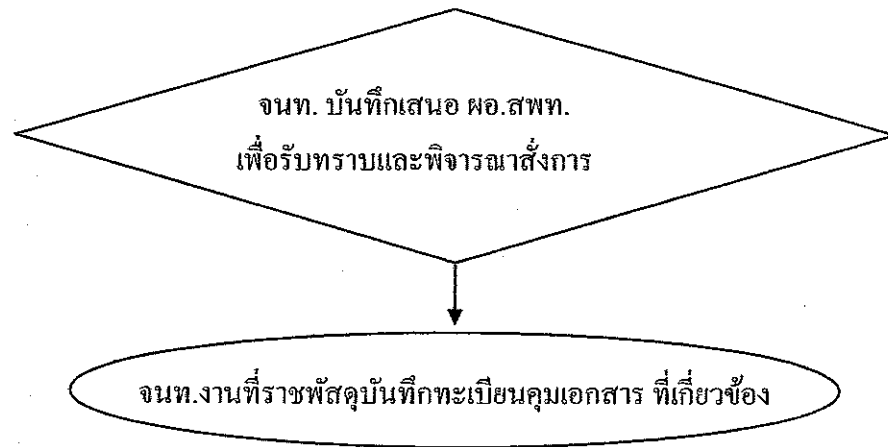 จนท. บันทึกเสนอ ผอ.สพท.
เพื่อรับทราบและพิจารณาสั่งการ
จนท.งานที่ราชพัสดุบันทึกทะเบียนคุมเอกสาร ที่เกี่ยวข้อง